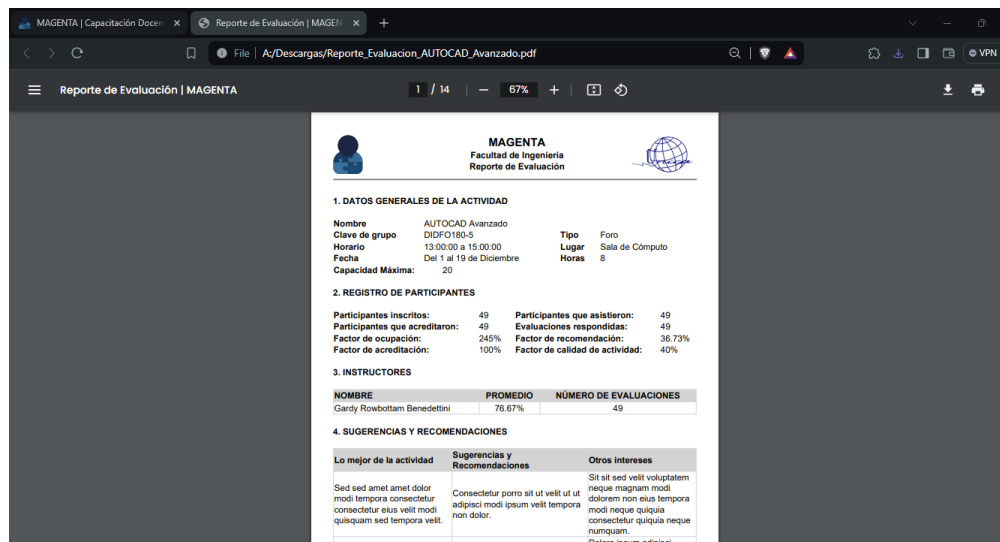 MAGENTA | Capacitación Docen
Reporte de Evaluación | MAGEN
File | A:/Descargas/Reporte_Evaluacion_AUTOCAD_Avanzado.pdf
VPN
Reporte de Evaluación | MAGENTA
1 / 14 | − 67% +
MAGENTA
Facultad de Ingeniería
Reporte de Evaluación
1. DATOS GENERALES DE LA ACTIVIDAD
Nombre AUTOCAD Avanzado
Clave de grupo DIDFO180-5 Tipo Foro
Horario 13:00:00 a 15:00:00 Lugar Sala de Cómputo
Fecha Del 1 al 19 de Diciembre Horas 8
Capacidad Máxima: 20
2. REGISTRO DE PARTICIPANTES
Participantes inscritos: 49 Participantes que asistieron: 49
Participantes que acreditaron: 49 Evaluaciones respondidas: 49
Factor de ocupación: 245% Factor de recomendación: 36.73%
Factor de acreditación: 100% Factor de calidad de actividad: 40%
3. INSTRUCTORES
NOMBRE PROMEDIO NÚMERO DE EVALUACIONES
Gardy Rowbottam Benedettini 76.67% 49
4. SUGERENCIAS Y RECOMENDACIONES
Lo mejor de la actividad
Sugerencias y
Recomendaciones
Otros intereses
Sed sed amet amet dolor
modi tempora consectetur
consectetur eius velit modi
quisquam sed tempora velit.
Consectetur porro sit ut velit ut ut
adipisci modi ipsum velit tempora
non dolor.
Sit sit sed velit voluptatem
neque magnam modi
dolorem non eius tempora
modi neque quiquia
consectetur quiquia neque
numquam.